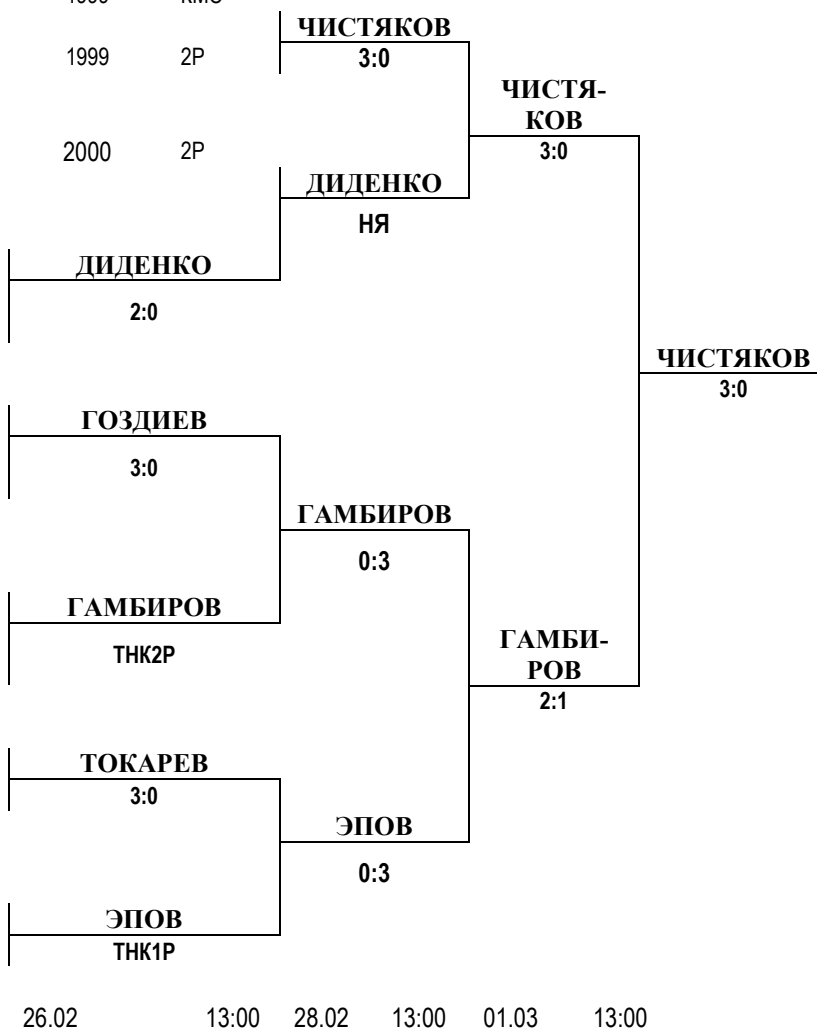 ЧИСТЯКОВ
1999 2Р 3:0
ЧИСТЯ-
КОВ
2000 2Р 3:0
ДИДЕНКО
НЯ
ДИДЕНКО
2:0
ЧИСТЯКОВ
3:0
ГОЗДИЕВ
3:0
ГАМБИРОВ
0:3
ГАМБИРОВ
ТНК2Р
ГАМБИ-
РОВ
2:1
ТОКАРЕВ
3:0
ЭПОВ
0:3
ЭПОВ
ТНК1Р
26.02 13:00 28.02 13:00 01.03 13:00